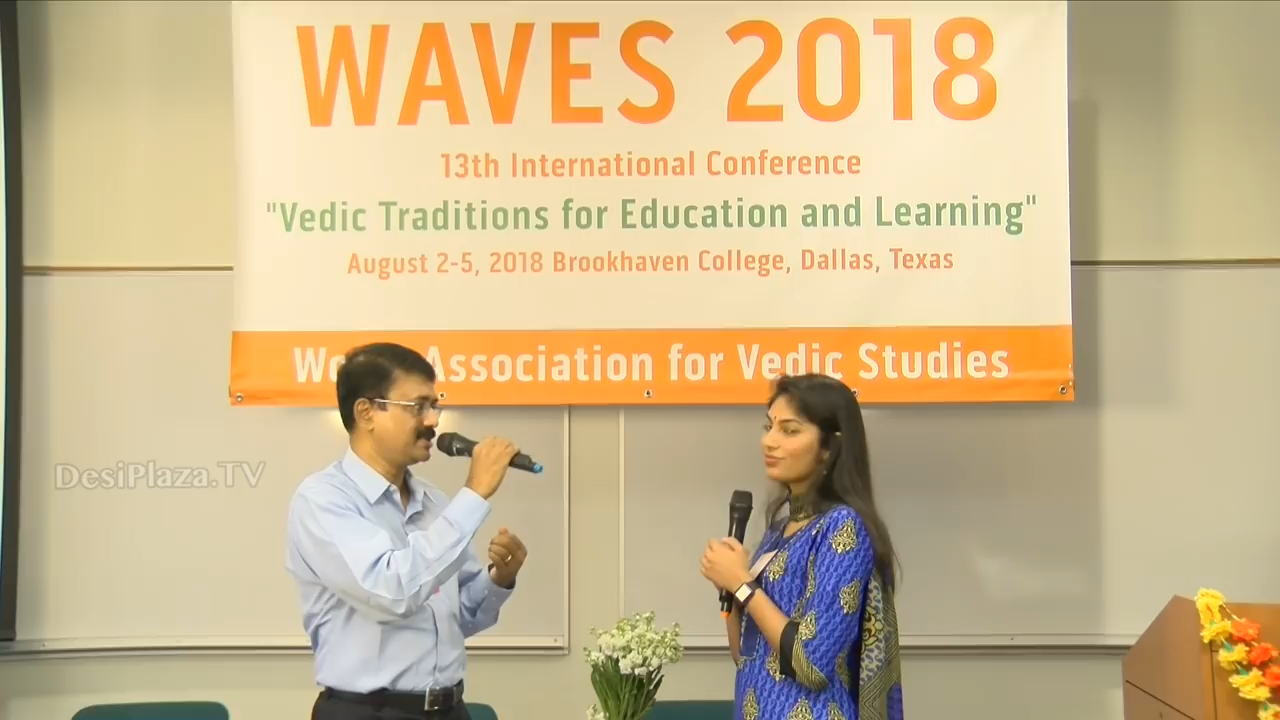 WAVES 2018
13th International Conference
"Vedic Traditions for Education and Learning"
August 2-5, 2018 Brookhaven College, Dallas, Texas
Association for Vedic Studies
DesiPlaza.TV